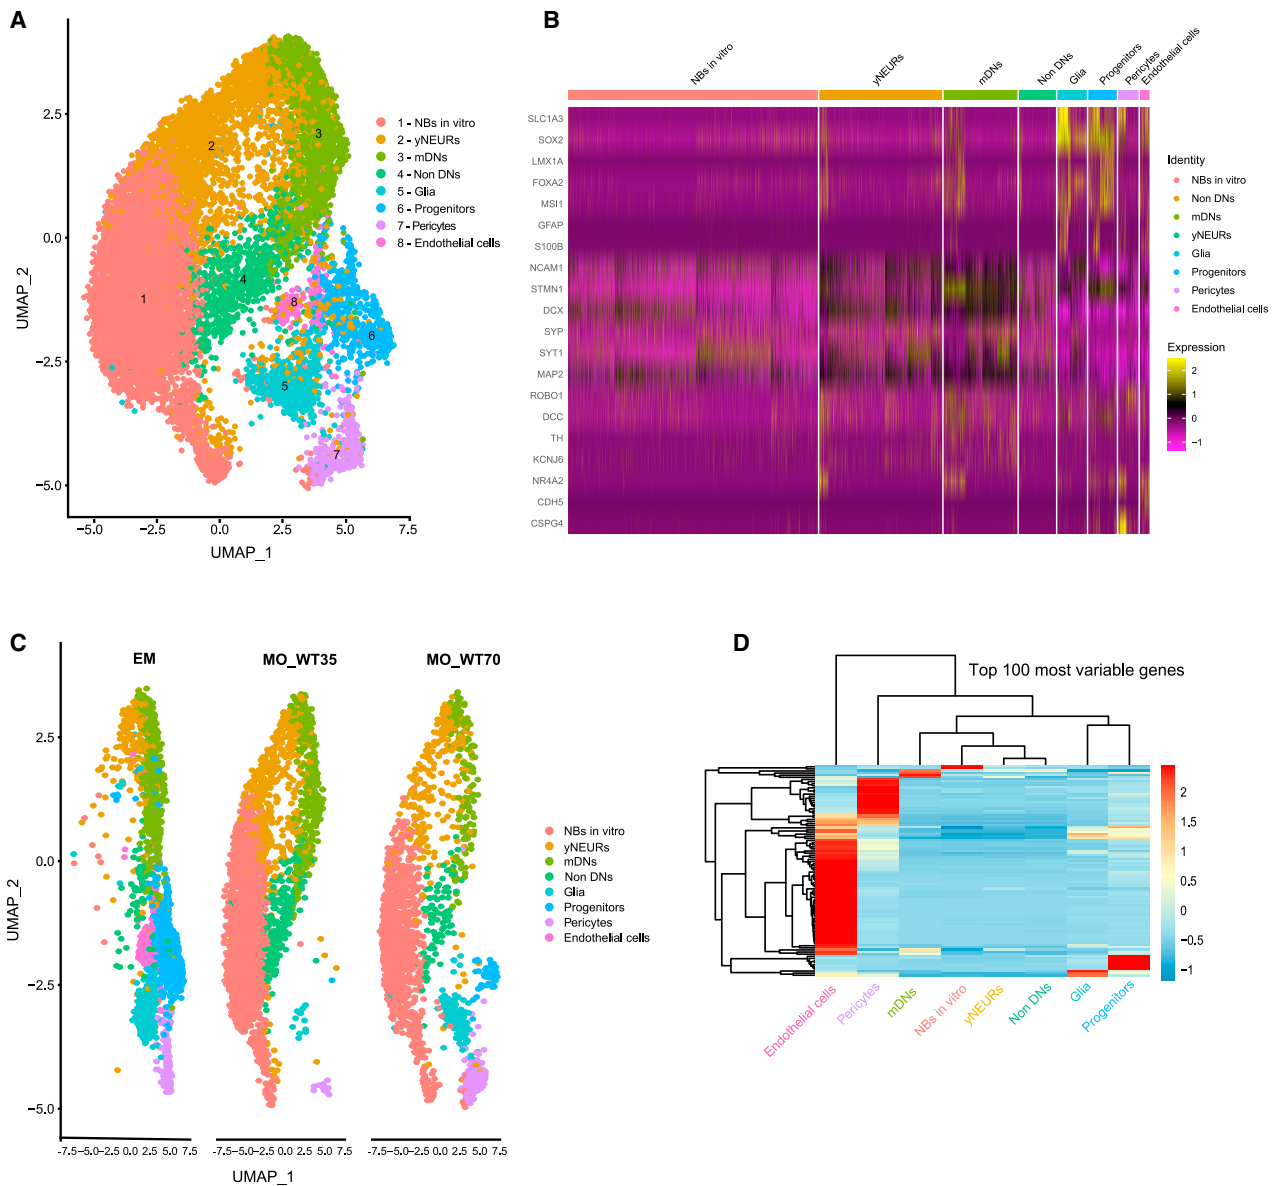 A
2.5
0.0
−2.5
−5.0
UMAP_2
−5.0
−2.5
0.0
2.5
5.0
7.5
UMAP_1
1
2
3
4
5
6
7
8
1 - NBs in vitro
2 - yNEURs
3 - mDNs
4 - Non DNs
5 - Glia
6 - Progenitors
7 - Pericytes
8 - Endothelial cells
B
NBs in vitro
yNEURs
mDNs
Non DNs
Glia
Progenitors
Pericytes
Endothelial cells
SLC1A3
SOX2
LMX1A
FOXA2
MSI1
GFAP
S100B
NCAM1
STMN1
DCX
SYP
SYT1
MAP2
ROBO1
DCC
TH
KCNJ6
NR4A2
CDH5
CSPG4
Identity
NBs in vitro
Non DNs
mDNs
yNEURs
Glia
Progenitors
Pericytes
Endothelial cells
Expression
2
1
0
−1
C
EM
MO_WT35
MO_WT70
2.5
0.0
−2.5
−5.0
UMAP_2
-7.5−5.0−2.5 0.0 2.5 5.0 7.5
-7.5−5.0−2.5 0.0 2.5 5.0 7.5
-7.5−5.0−2.5 0.0 2.5 5.0 7.5
UMAP_1
NBs in vitro
yNEURs
mDNs
Non DNs
Glia
Progenitors
Pericytes
Endothelial cells
D
Top 100 most variable genes
2
1.5
1
0.5
0
−0.5
−1
Endothelial cells
Pericytes
mDNs
NBs in vitro
yNEURs
Non DNs
Glia
Progenitors